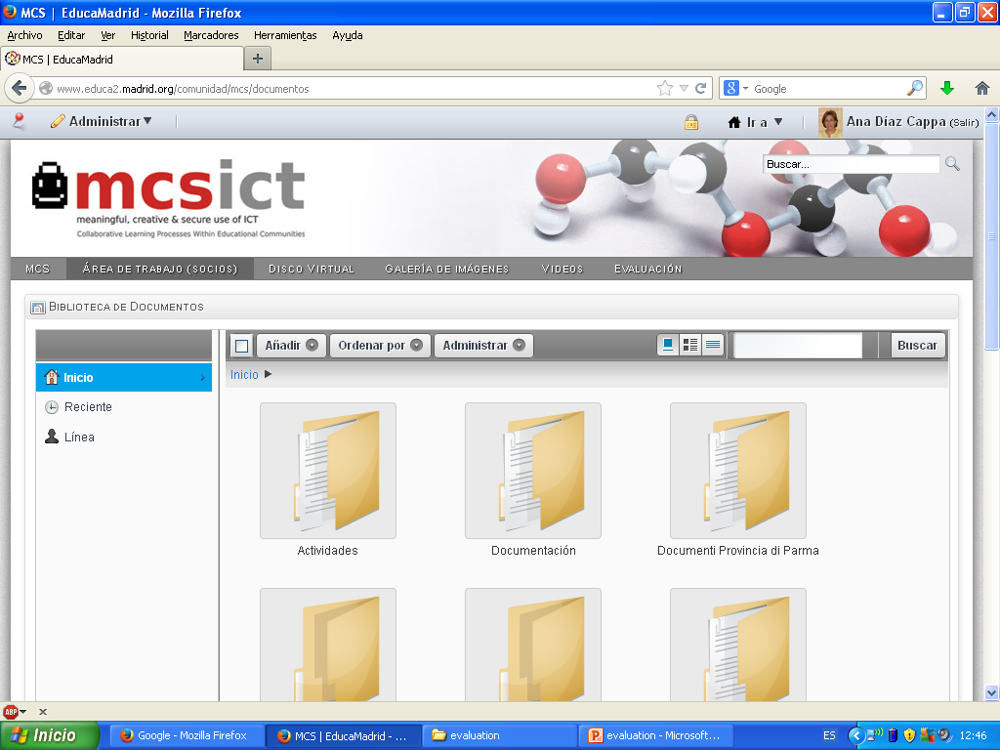 MCS | EducaMadrid - Mozilla Firefox
Archivo Editar Ver Historial Marcadores Herramientas Ayuda
MCS | EducaMadrid
www.educa2.madrid.org/comunidad/mcs/documentos
Google
Administrar
Ir a
Ana Díaz Cappa (Salir)
Buscar...
mcsict
meaningful, creative & secure use of ICT
Collaborative Learning Processes Within Educational Communities
MCS ÁREA DE TRABAJO (SOCIOS) DISCO VIRTUAL GALERÍA DE IMÁGENES VIDEOS EVALUACIÓN
BIBLIOTECA DE DOCUMENTOS
Añadir Ordenar por Administrar Buscar
Inicio
Inicio
Reciente
Línea
Actividades Documentación Documenti Provincia di Parma
ABP
Inicio Google - Mozilla Firefox MCS | EducaMadrid - ... evaluation evaluation - Microsoft... ES 12:46